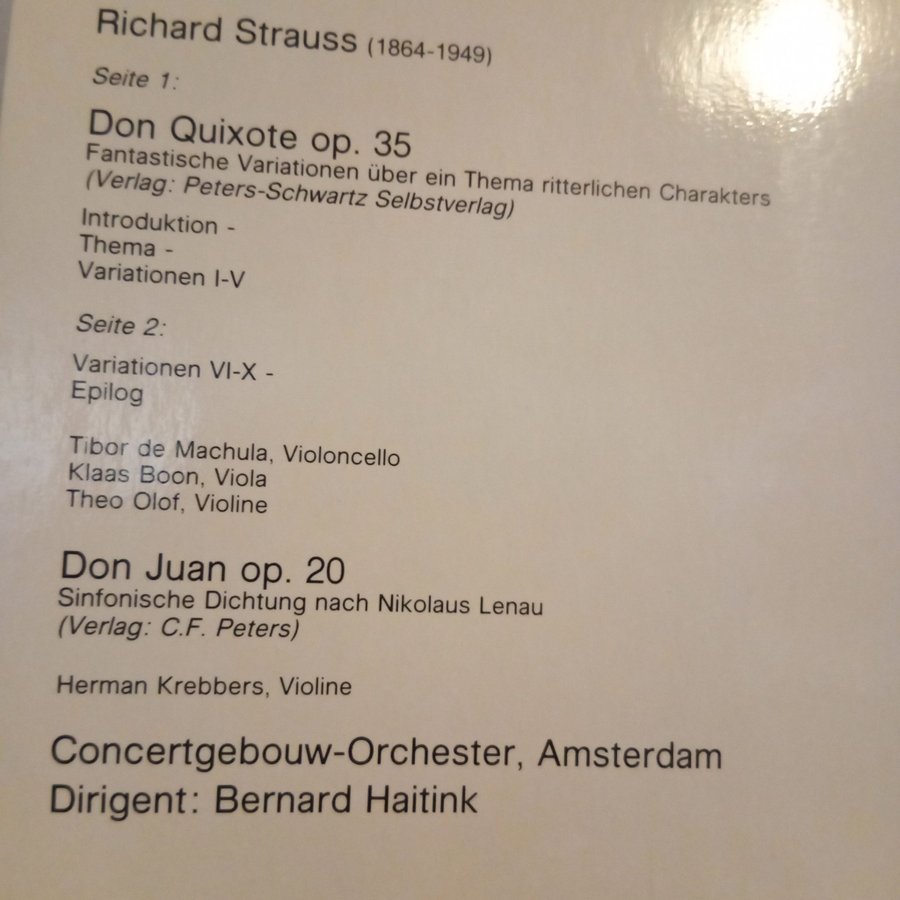 Richard Strauss (1864-1949)
Seite 1:
Don Quixote op. 35
Fantastische Variationen über ein Thema ritterlichen Charakters
(Verlag: Peters-Schwartz Selbstverlag)
Introduktion -
Thema -
Variationen I-V
Seite 2:
Variationen VI-X -
Epilog
Tibor de Machula, Violoncello
Klaas Boon, Viola
Theo Olof, Violine
Don Juan op. 20
Sinfonische Dichtung nach Nikolaus Lenau
(Verlag: C.F. Peters)
Herman Krebbers, Violine
Concertgebouw-Orchester, Amsterdam
Dirigent: Bernard Haitink